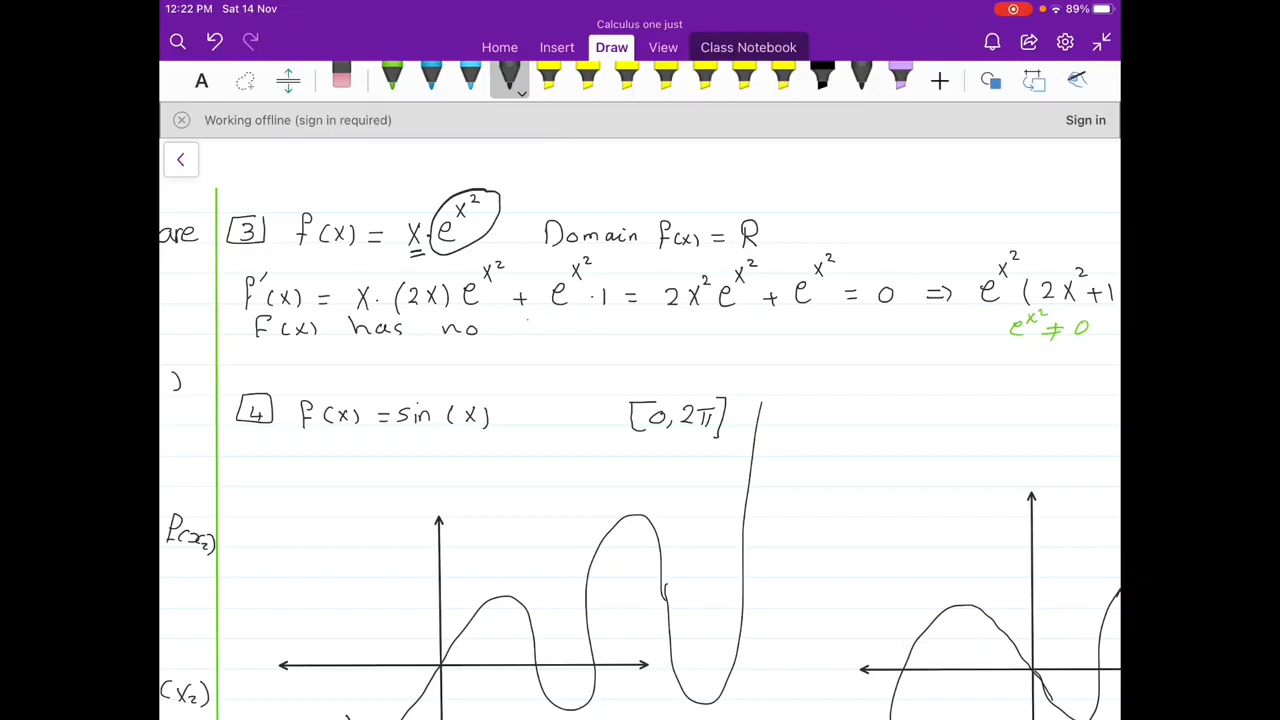 12:22 PM Sat 14 Nov
89%
Calculus one just
Home Insert Draw View Class Notebook
A
Working offline (sign in required) Sign in
are 3 f(x) = x·e^{x^2} Domain f(x) = R
f'(x) = x·(2x)e^{x^2} + e^{x^2}·1 = 2x^2e^{x^2} + e^{x^2} = 0 ⇒ e^{x^2}(2x^2+1
f(x) has no e^{x^2} ≠ 0
)
4 f(x) = sin(x) [0, 2π]
f(x_2)
(x_2)